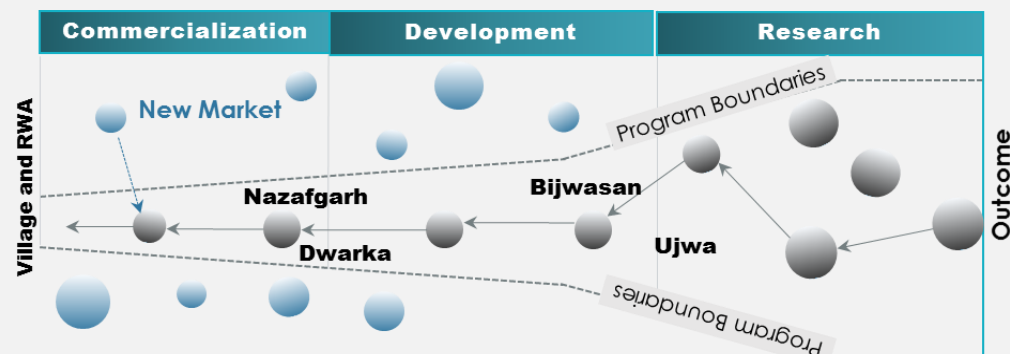 Commercialization
Development
Research
Village and RWA
New Market
Program Boundaries
Nazafgarh
Bijwasan
Dwarka
Ujwa
Outcome
Program Boundaries